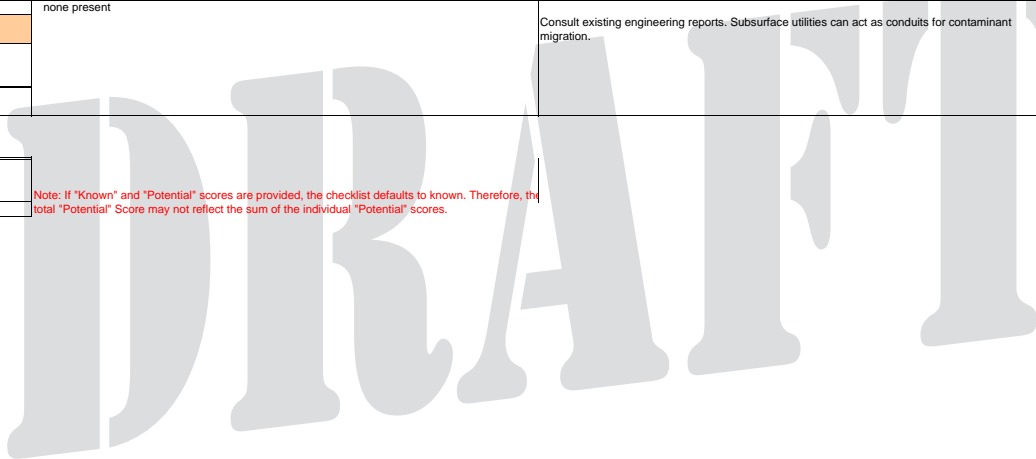 none present
Consult existing engineering reports. Subsurface utilities can act as conduits for contaminant
migration.
Note: If "Known" and "Potential" scores are provided, the checklist defaults to known. Therefore, the
total "Potential" Score may not reflect the sum of the individual "Potential" scores.
DRAFT